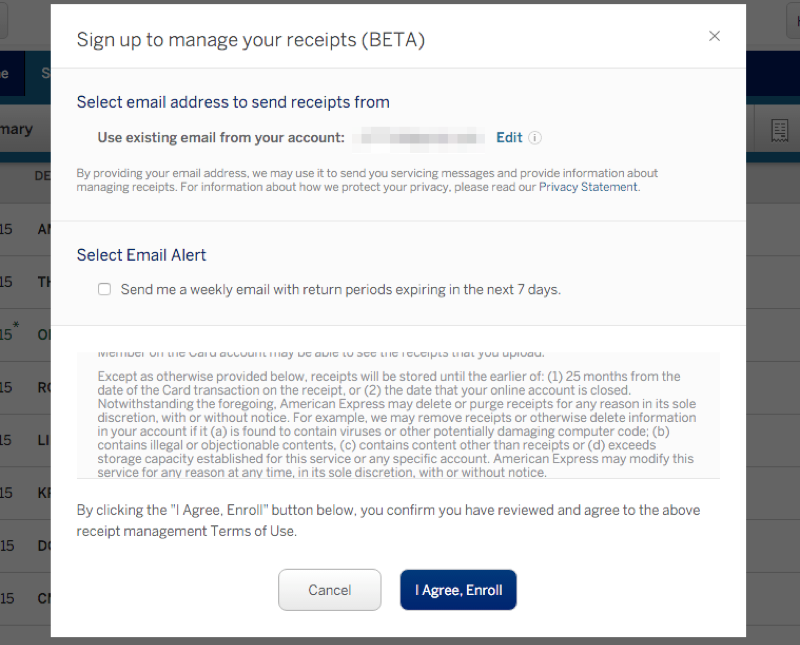 Sign up to manage your receipts (BETA)
Select email address to send receipts from
Use existing email from your account:
Edit
By providing your email address, we may use it to send you servicing messages and provide information about
managing receipts. For information about how we protect your privacy, please read our Privacy Statement.
Select Email Alert
Send me a weekly email with return periods expiring in the next 7 days.
Member on the Card account may be able to see the receipts that you upload.
Except as otherwise provided below, receipts will be stored until the earlier of: (1) 25 months from the
date of the Card transaction on the receipt, or (2) the date that your online account is closed.
Notwithstanding the foregoing, American Express may delete or purge receipts for any reason in its sole
discretion, with or without notice. For example, we may remove receipts or otherwise delete information
in your account if it (a) is found to contain viruses or other potentially damaging computer code; (b)
contains illegal or objectionable contents, (c) contains content other than receipts or (d) exceeds
storage capacity established for this service or any specific account. American Express may modify this
service for any reason at any time, in its sole discretion, with or without notice.
By clicking the "I Agree, Enroll" button below, you confirm you have reviewed and agree to the above
receipt management Terms of Use.
Cancel
I Agree, Enroll
mary
DE
15 AM
15 TH
15* OF
15 RO
15 LI
15 KR
15 DO
15 CN